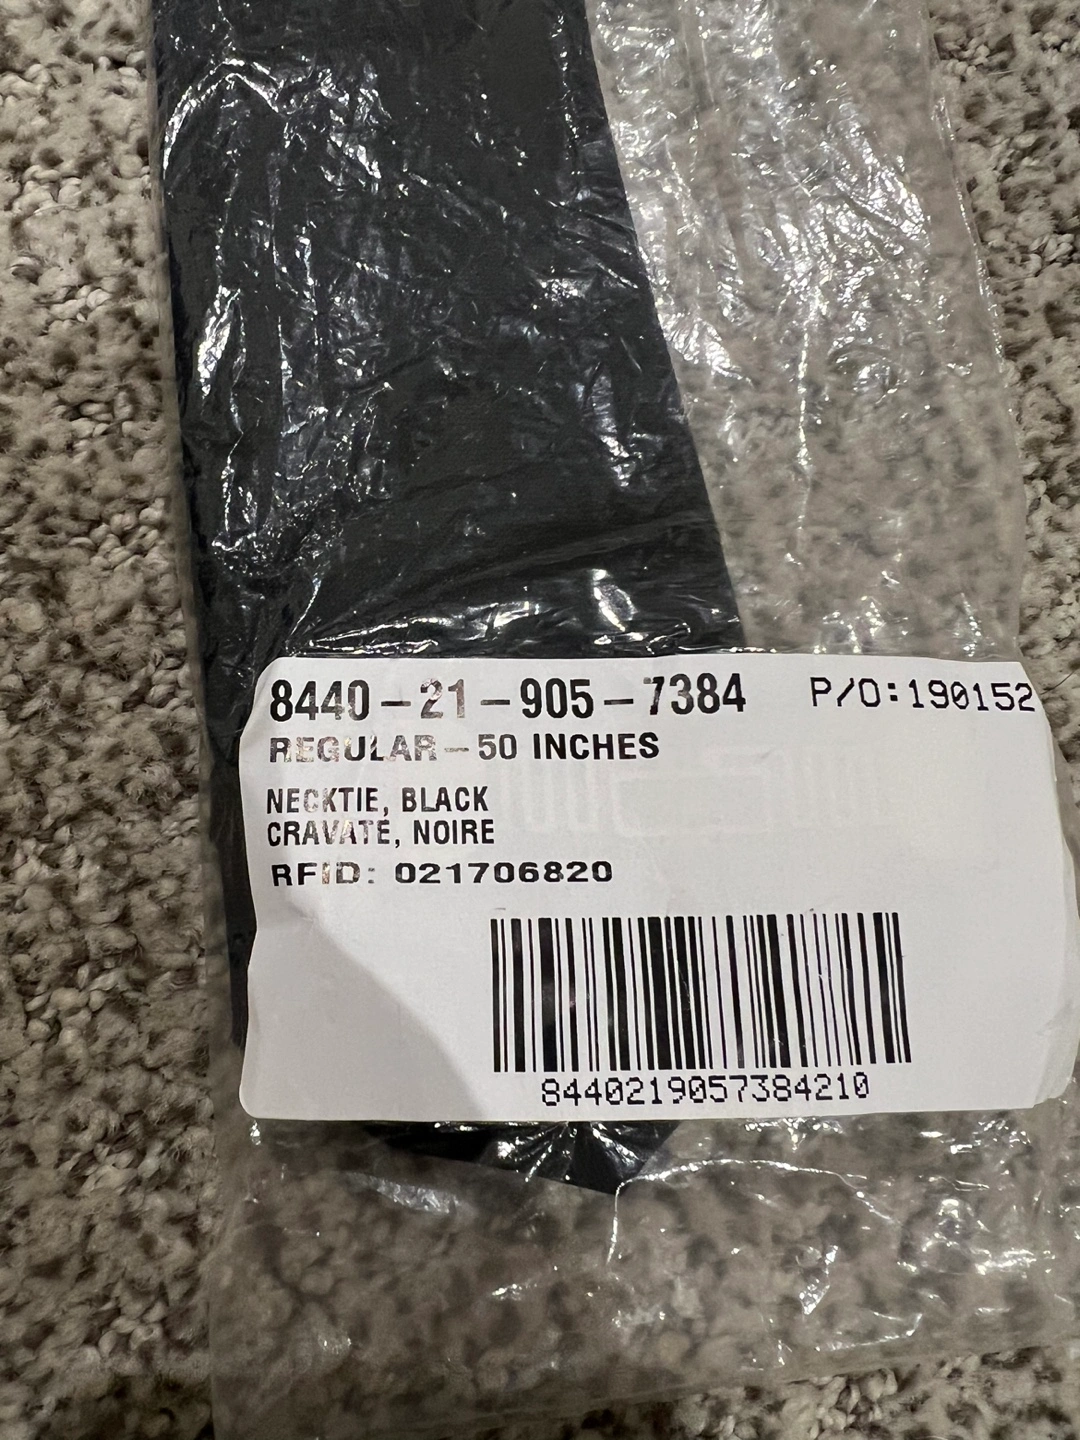 8440-21-905-7384 P/O:190152
REGULAR-50 INCHES
NECKTIE, BLACK
CRAVATE, NOIRE
RFID: 021706820
8440219057384210